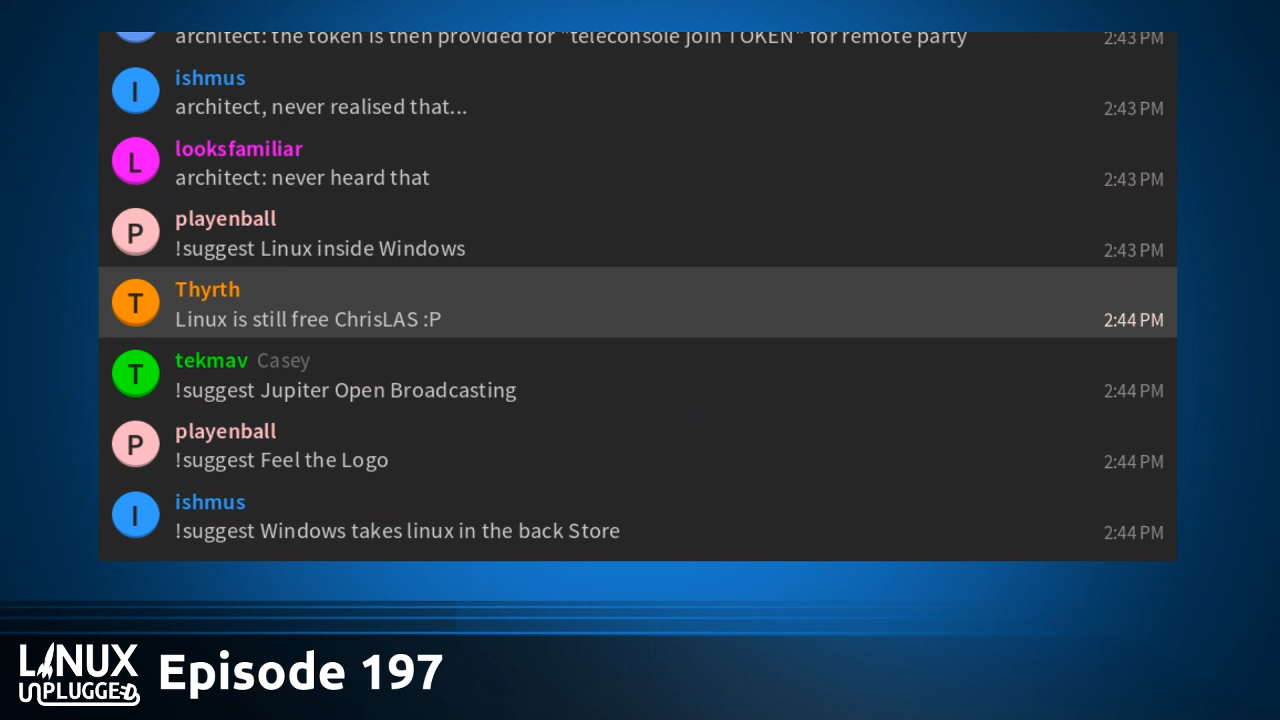 architect: the token is then provided for "teleconsole join TOKEN" for remote party 2:43 PM
I ishmus
architect, never realised that... 2:43 PM
L looksfamiliar
architect: never heard that 2:43 PM
P playenball
!suggest Linux inside Windows 2:43 PM
T Thyrth
Linux is still free ChrisLAS :P 2:44 PM
T tekmav Casey
!suggest Jupiter Open Broadcasting 2:44 PM
P playenball
!suggest Feel the Logo 2:44 PM
I ishmus
!suggest Windows takes linux in the back Store 2:44 PM
LINUX
UNPLUGGED
Episode 197